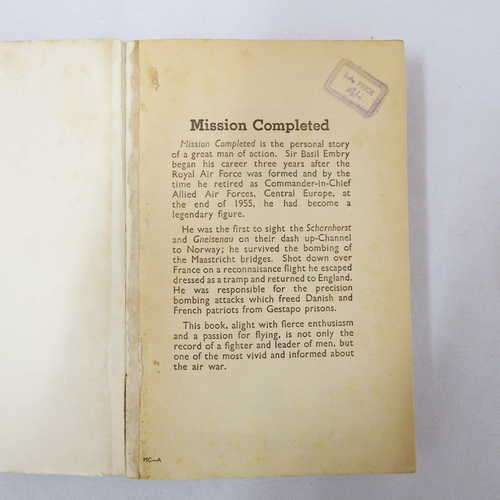 Mission Completed
Mission Completed is the personal story
of a great man of action. Sir Basil Embry
began his career three years after the
Royal Air Force was formed and by the
time he retired as Commander-in-Chief
Allied Air Forces, Central Europe, at
the end of 1955, he had become a
legendary figure.
He was the first to sight the Scharnhorst
and Gneisenau on their dash up-Channel
to Norway; he survived the bombing of
the Maastricht bridges. Shot down over
France on a reconnaisance flight he escaped
dressed as a tramp and returned to England.
He was responsible for the precision
bombing attacks which freed Danish and
French patriots from Gestapo prisons.
This book, alight with fierce enthusiasm
and a passion for flying, is not only the
record of a fighter and leader of men, but
one of the most vivid and informed about
the air war.
MC—A